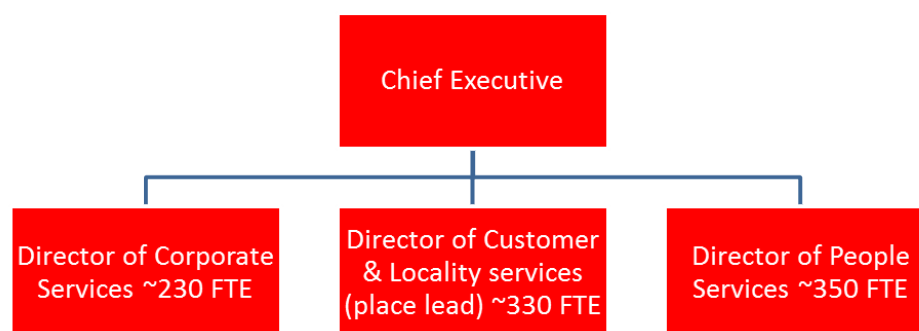 Chief Executive
Director of Corporate
Services ~230 FTE
Director of Customer
& Locality services
(place lead) ~330 FTE
Director of People
Services ~350 FTE